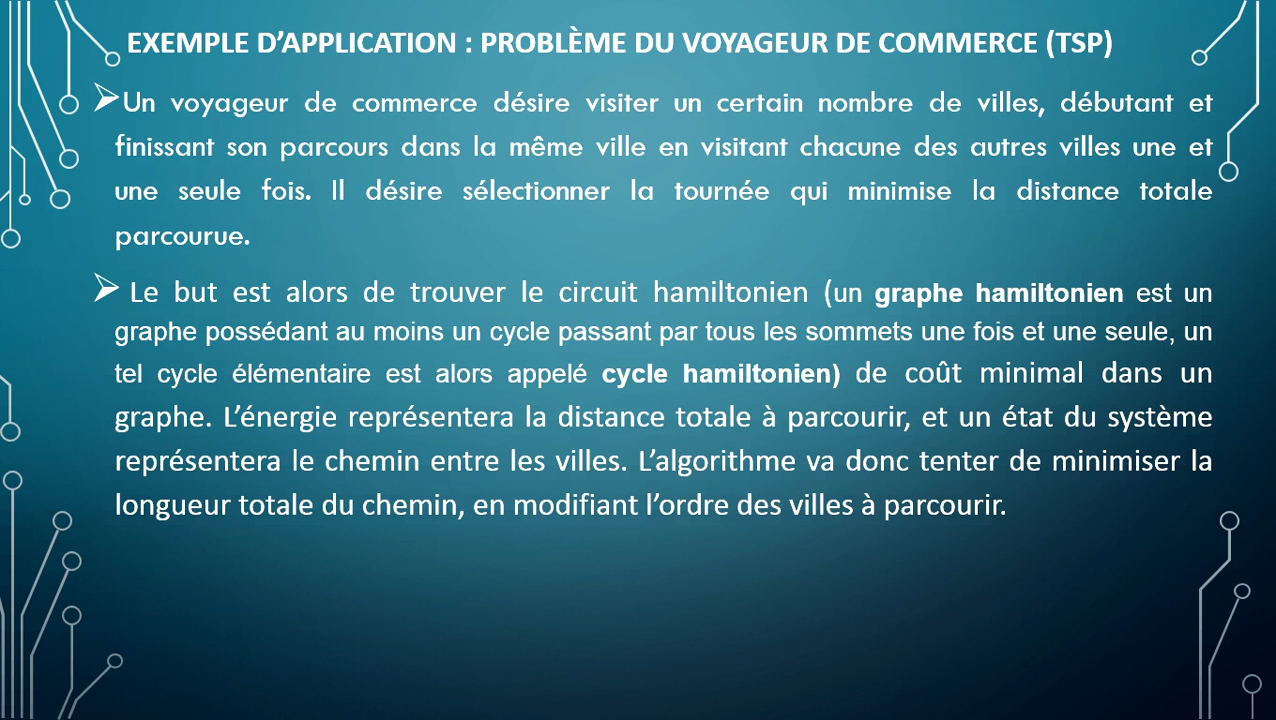 EXEMPLE D’APPLICATION : PROBLÈME DU VOYAGEUR DE COMMERCE (TSP)
Un voyageur de commerce désire visiter un certain nombre de villes, débutant et
finissant son parcours dans la même ville en visitant chacune des autres villes une et
une seule fois. Il désire sélectionner la tournée qui minimise la distance totale
parcourue.
Le but est alors de trouver le circuit hamiltonien (un graphe hamiltonien est un
graphe possédant au moins un cycle passant par tous les sommets une fois et une seule, un
tel cycle élémentaire est alors appelé cycle hamiltonien) de coût minimal dans un
graphe. L’énergie représentera la distance totale à parcourir, et un état du système
représentera le chemin entre les villes. L’algorithme va donc tenter de minimiser la
longueur totale du chemin, en modifiant l’ordre des villes à parcourir.